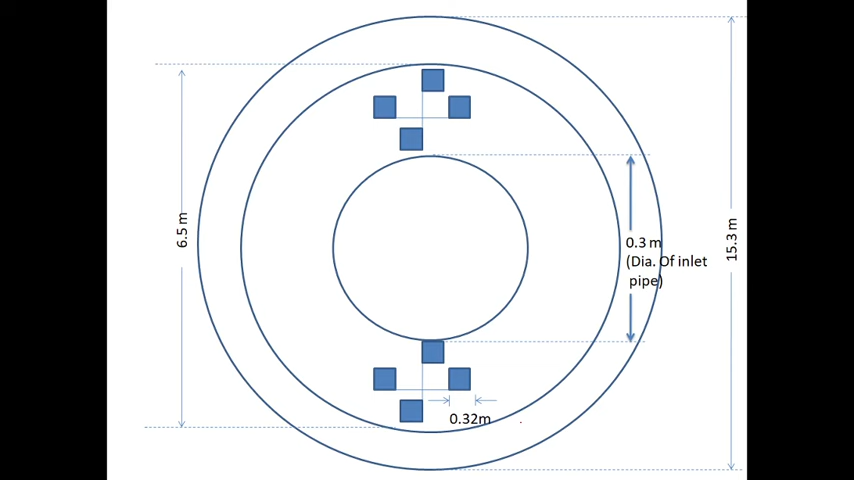 6.5 m
0.3 m
(Dia. Of inlet
pipe)
15.3 m
0.32m